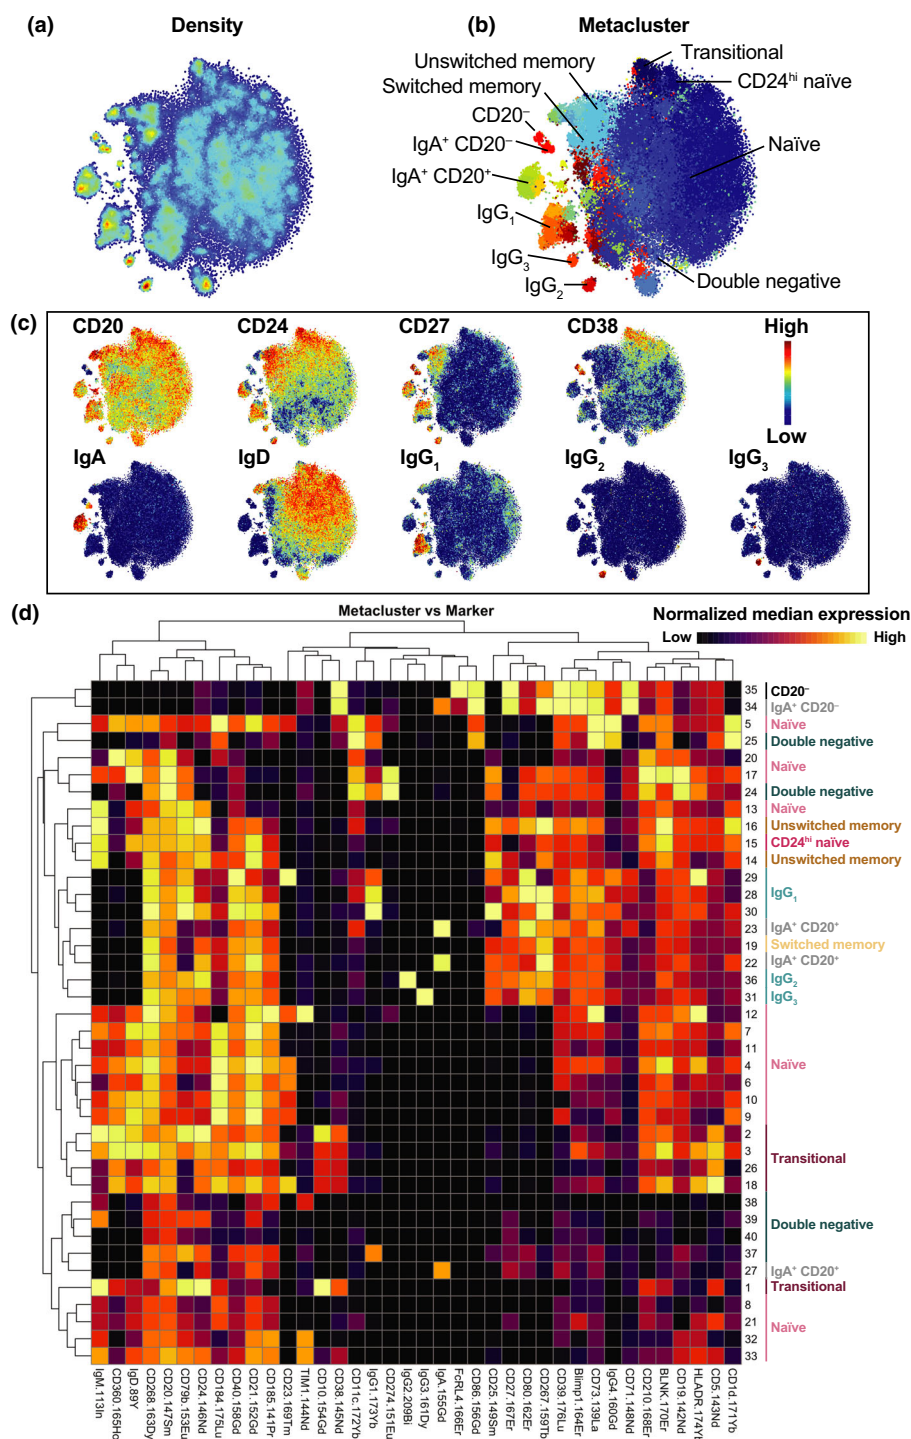 (a)
Density
(b)
Metacluster
Unswitched memory
Switched memory
CD20⁻
IgA⁺ CD20⁻
IgA⁺ CD20⁺
IgG₁
IgG₃
IgG₂
Transitional
CD24ʰⁱ naïve
Naïve
Double negative
(c)
CD20
CD24
CD27
CD38
High
Low
IgA
IgD
IgG₁
IgG₂
IgG₃
(d)
Metacluster vs Marker
Normalized median expression
Low
High
35 CD20⁻
34 IgA⁺ CD20⁻
5 Naïve
25 Double negative
20
Naïve
17
24 Double negative
13 Naïve
16 Unswitched memory
15 CD24ʰⁱ naïve
14 Unswitched memory
29
28 IgG₁
30
23 IgA⁺ CD20⁺
19 Switched memory
22 IgA⁺ CD20⁺
36 IgG₂
31 IgG₃
12
7
11
4 Naïve
6
10
9
2
3
Transitional
26
18
38
39
Double negative
40
37
27 IgA⁺ CD20⁺
1 Transitional
8
21
Naïve
32
33
IgM.113In
CD360.165Ho
IgD.89Y
CD268.163Dy
CD20.147Sm
CD79b.153Eu
CD24.146Nd
CD184.175Lu
CD40.158Gd
CD21.152Gd
CD185.141Pr
CD23.169Tm
TIM1.144Nd
CD10.154Gd
CD38.145Nd
CD11c.172Yb
IgG1.173Yb
CD274.151Eu
IgG2.209Bi
IgG3.161Dy
IgA.155Gd
FcRL4.166Er
CD86.156Gd
CD25.149Sm
CD27.167Er
CD80.162Er
CD267.159Tb
CD39.176Lu
Blimp1.164Er
CD73.139La
IgG4.160Gd
CD71.148Nd
CD210.168Er
BLNK.170Er
CD19.142Nd
HLADR.174Yb
CD5.143Nd
CD1d.171Yb